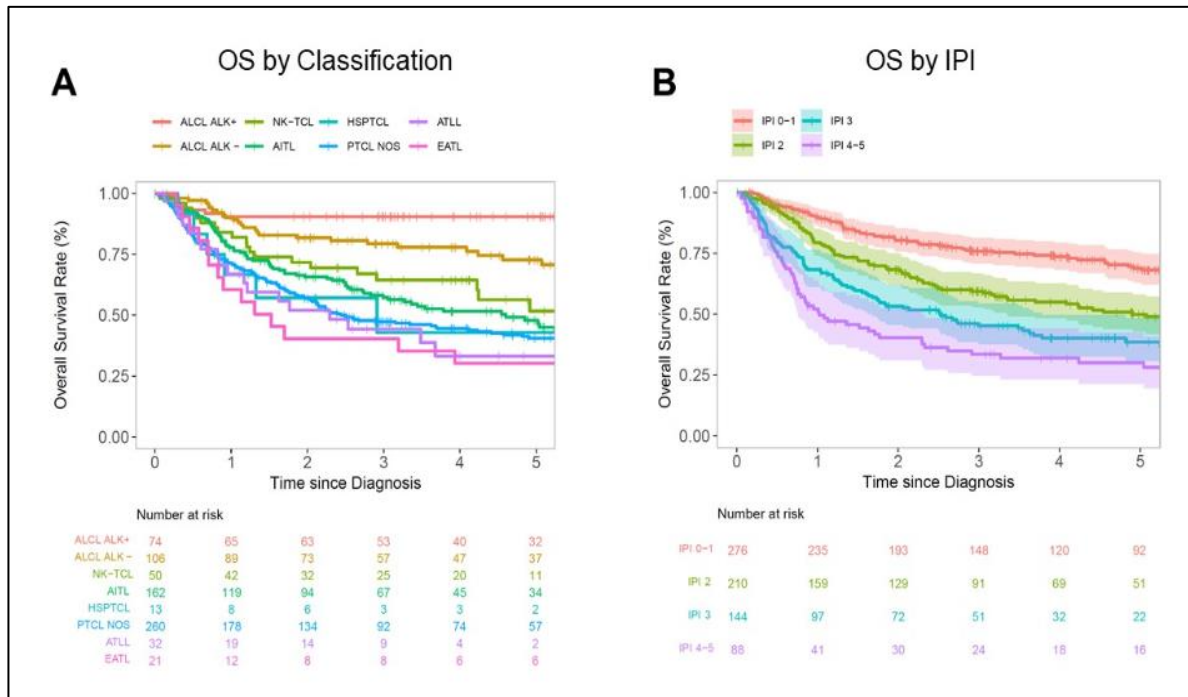 OS by Classification
A
ALCL ALK+ NK-TCL HSPTCL ATLL
ALCL ALK - AITL PTCL NOS EATL
1.00
0.75
0.50
0.25
0.00
Overall Survival Rate (%)
0 1 2 3 4 5
Time since Diagnosis
Number at risk
ALCL ALK+ 74 65 63 53 40 32
ALCL ALK - 106 89 73 57 47 37
NK-TCL 50 42 32 25 20 11
AITL 162 119 94 67 45 34
HSPTCL 13 8 6 3 3 2
PTCL NOS 260 178 134 92 74 57
ATLL 32 19 14 9 4 2
EATL 21 12 8 8 6 6
OS by IPI
B
IPI 0-1 IPI 3
IPI 2 IPI 4-5
1.00
0.75
0.50
0.25
0.00
Overall Survival Rate (%)
0 1 2 3 4 5
Time since Diagnosis
Number at risk
IPI 0-1 276 235 193 148 120 92
IPI 2 210 159 129 91 69 51
IPI 3 144 97 72 51 32 22
IPI 4-5 88 41 30 24 18 16